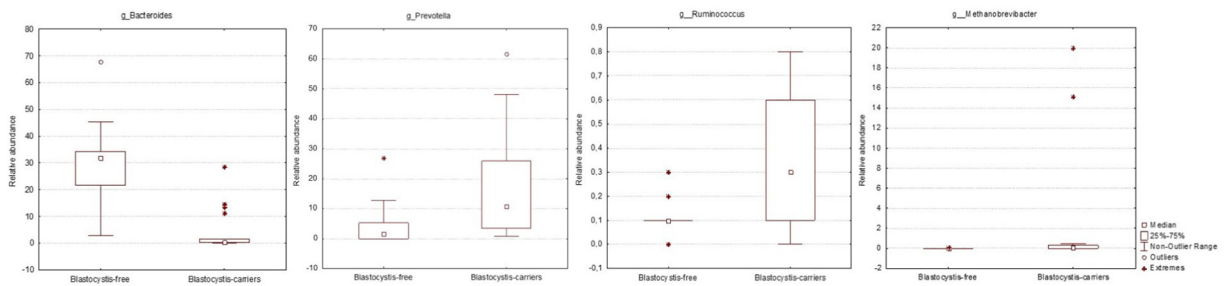 g_Bacteroides
Relative abundance
80
70
60
50
40
30
20
10
0
-10
Blastocystis-free
Blastocystis-carriers
g_Prevotella
Relative abundance
70
60
50
40
30
20
10
0
-10
Blastocystis-free
Blastocystis-carriers
g__Ruminococcus
Relative abundance
0,9
0,8
0,7
0,6
0,5
0,4
0,3
0,2
0,1
0,0
-0,1
Blastocystis-free
Blastocystis-carriers
g__Methanobrevibacter
Relative abundance
22
20
18
16
14
12
10
8
6
4
2
0
-2
Blastocystis-free
Blastocystis-carriers
Median
25%-75%
Non-Outlier Range
Outliers
Extremes